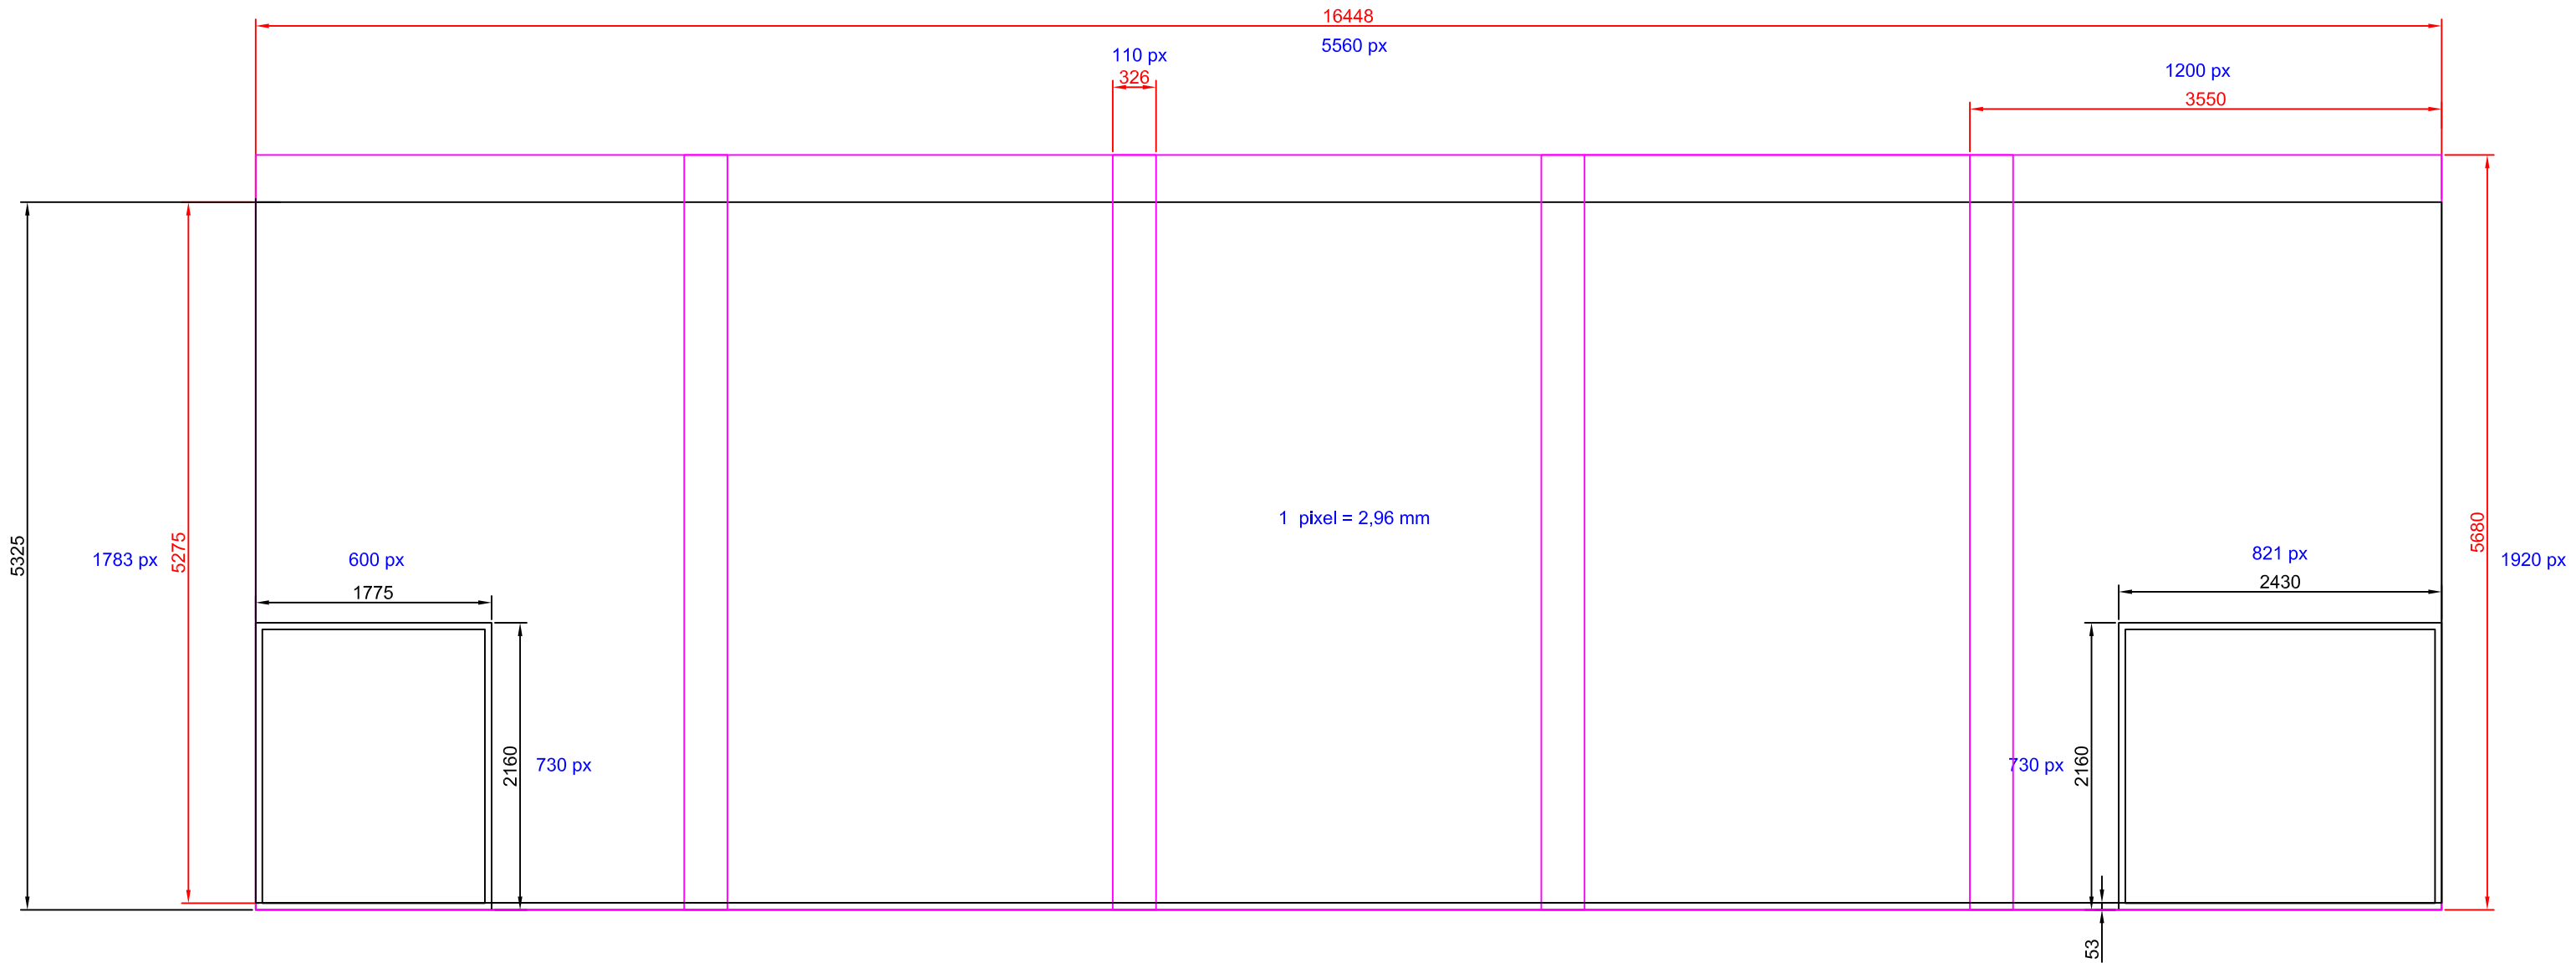 16448
5560 px
110 px
326
1200 px
3550
5325
1783 px
5275
600 px
1775
2160
730 px
1 pixel = 2,96 mm
821 px
2430
730 px
2160
53
5680
1920 px